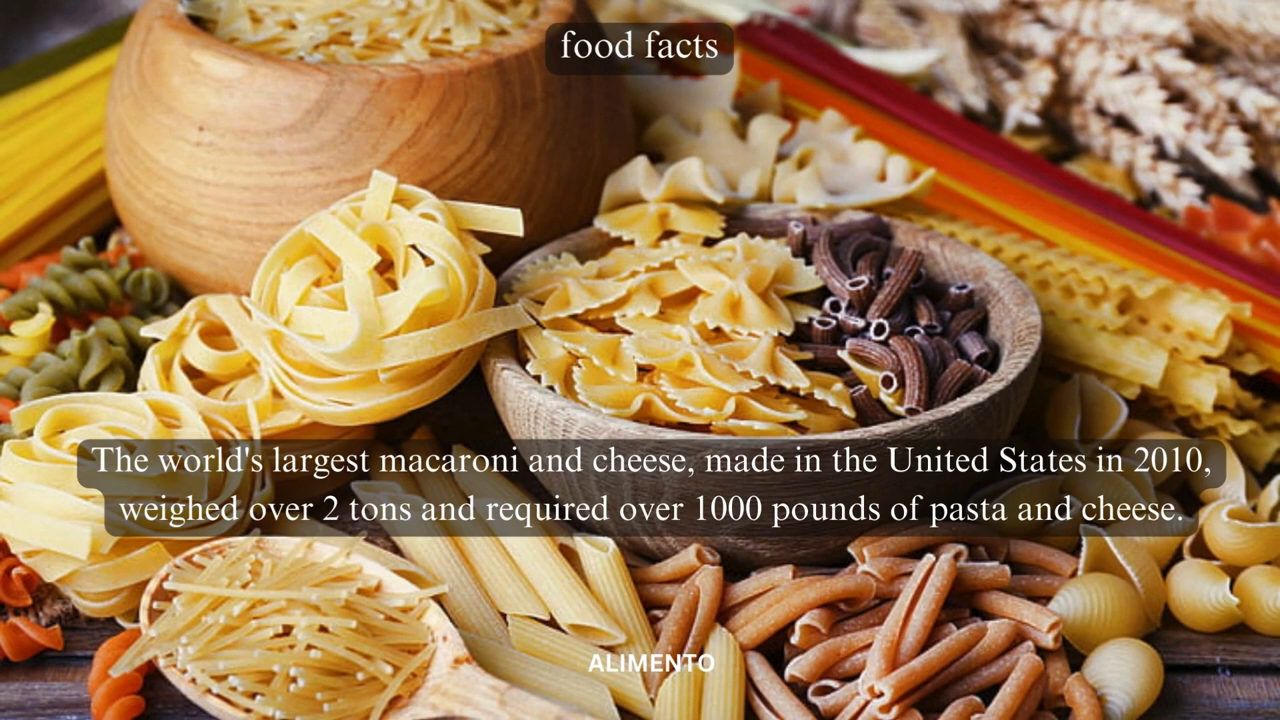 food facts
The world's largest macaroni and cheese, made in the United States in 2010,
weighed over 2 tons and required over 1000 pounds of pasta and cheese.
ALIMENTO